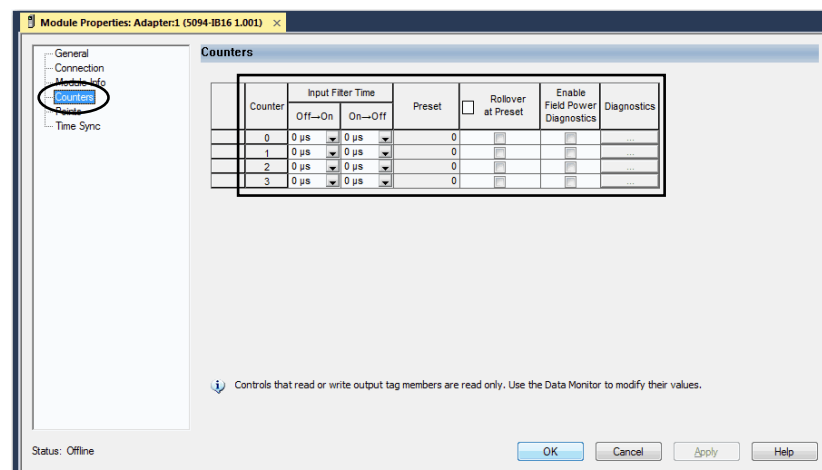 Module Properties: Adapter:1 (5094-IB16 1.001) ×
General
Connection
Module Info
Counters
Points
Time Sync
Counters
Counter
Input Filter Time
Off→On
On→Off
Preset
Rollover
at Preset
Enable
Field Power
Diagnostics
Diagnostics
0 0 µs 0 µs 0 ...
1 0 µs 0 µs 0 ...
2 0 µs 0 µs 0 ...
3 0 µs 0 µs 0 ...
Controls that read or write output tag members are read only. Use the Data Monitor to modify their values.
Status: Offline
OK Cancel Apply Help